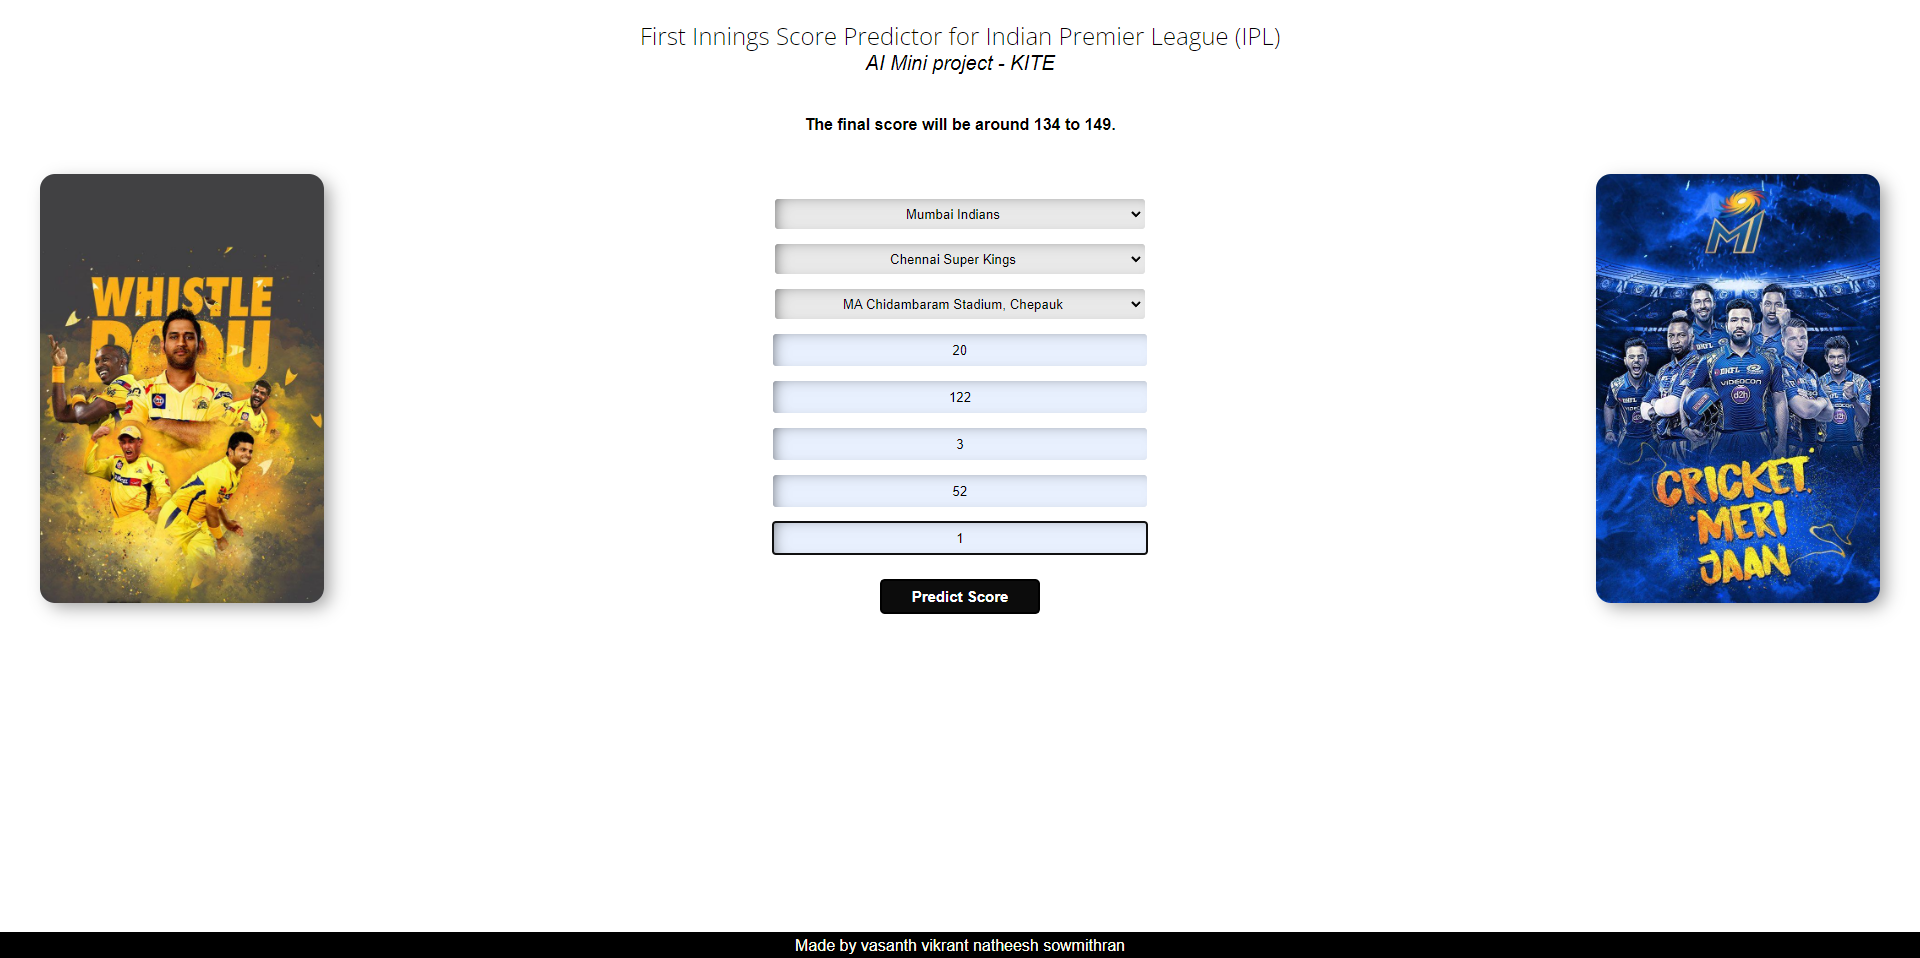 First Innings Score Predictor for Indian Premier League (IPL)
AI Mini project - KITE
The final score will be around 134 to 149.
WHISTLE
PODU
Mumbai Indians
Chennai Super Kings
MA Chidambaram Stadium, Chepauk
20
122
3
52
1
Predict Score
MI
VIDEOCON
d2h
CRICKET
MERI
JAAN
Made by vasanth vikrant natheesh sowmithran